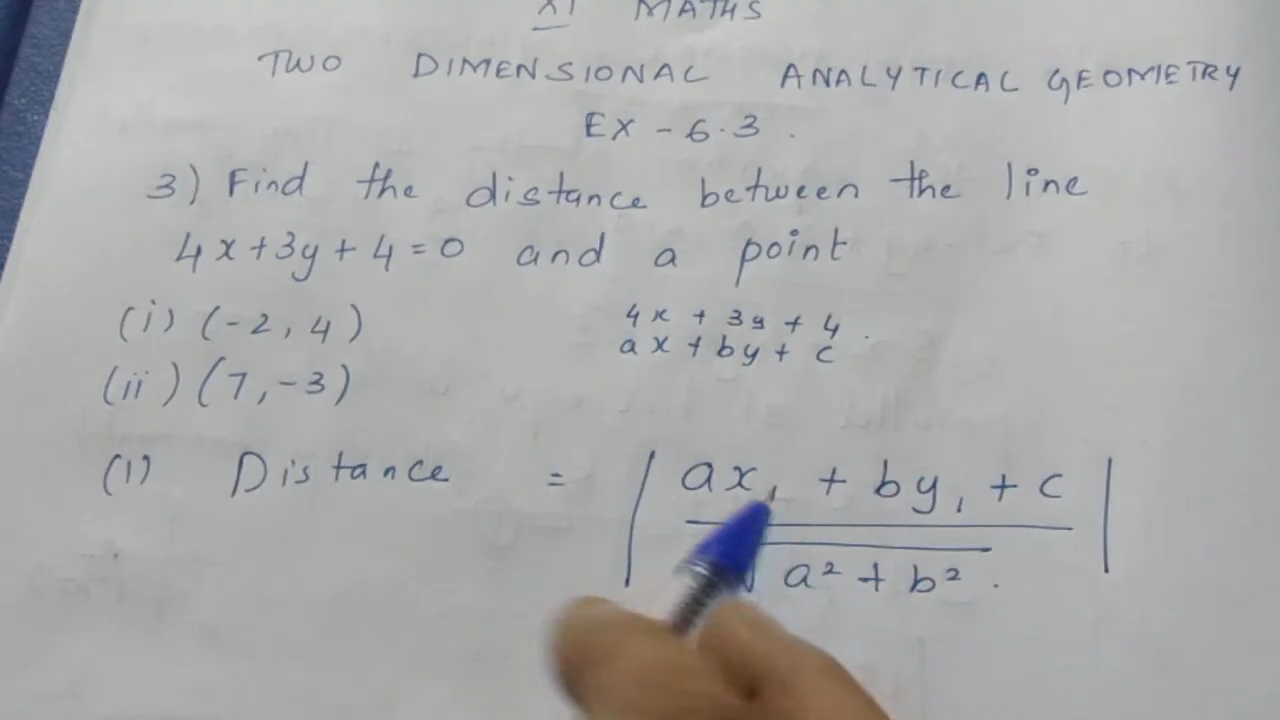 XI MATHS
TWO DIMENSIONAL ANALYTICAL GEOMETRY
EX - 6.3.
3) Find the distance between the line
4x+3y+4=0 and a point
(i) (-2, 4)
(ii) (7, -3)
4x + 3y + 4.
ax + by + c
(1) Distance = | ax₁ + by₁ + c |
√ a² + b².